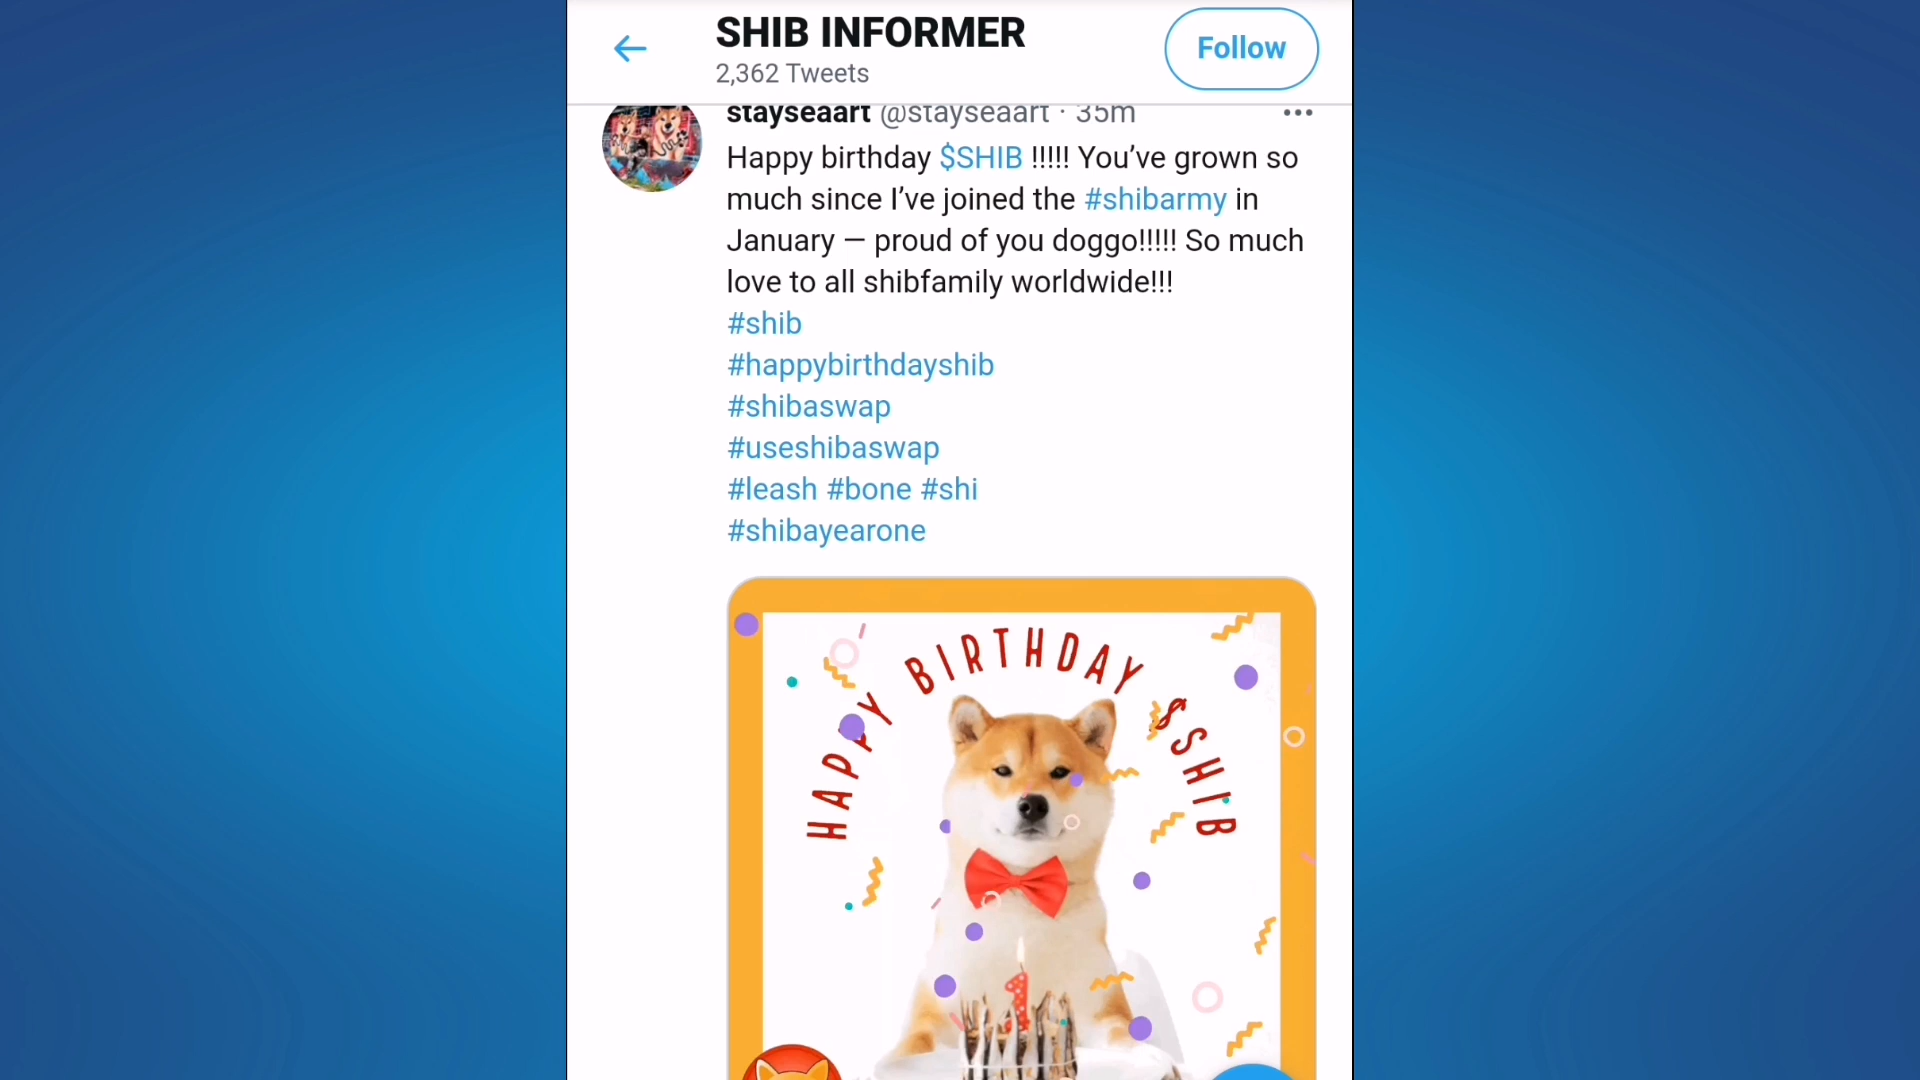 SHIB INFORMER
2,362 Tweets
Follow
stayseaart @stayseaart · 35m
Happy birthday $SHIB !!!!! You’ve grown so
much since I’ve joined the #shibarmy in
January — proud of you doggo!!!!! So much
love to all shibfamily worldwide!!!
#shib
#happybirthdayshib
#shibaswap
#useshibaswap
#leash #bone #shi
#shibayearone
HAPPY BIRTHDAY $SHIB
1